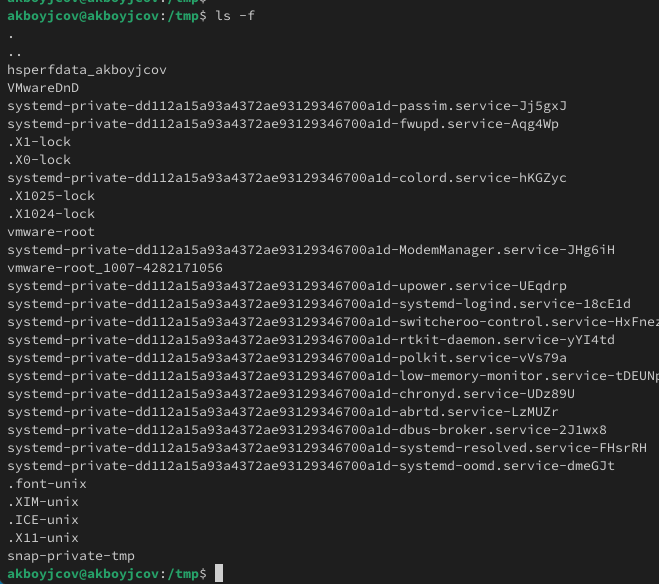 akboyjcov@akboyjcov:/tmp$ ls -f
.
..
hsperfdata_akboyjcov
VMwareDnD
systemd-private-dd112a15a93a4372ae93129346700a1d-passim.service-Jj5gxJ
systemd-private-dd112a15a93a4372ae93129346700a1d-fwupd.service-Aqg4Wp
.X1-lock
.X0-lock
systemd-private-dd112a15a93a4372ae93129346700a1d-colord.service-hKGZyc
.X1025-lock
.X1024-lock
vmware-root
systemd-private-dd112a15a93a4372ae93129346700a1d-ModemManager.service-JHg6iH
vmware-root_1007-4282171056
systemd-private-dd112a15a93a4372ae93129346700a1d-upower.service-UEqdrp
systemd-private-dd112a15a93a4372ae93129346700a1d-systemd-logind.service-18cE1d
systemd-private-dd112a15a93a4372ae93129346700a1d-switcheroo-control.service-HxFnez
systemd-private-dd112a15a93a4372ae93129346700a1d-rtkit-daemon.service-yYI4td
systemd-private-dd112a15a93a4372ae93129346700a1d-polkit.service-vVs79a
systemd-private-dd112a15a93a4372ae93129346700a1d-low-memory-monitor.service-tDEUNp
systemd-private-dd112a15a93a4372ae93129346700a1d-chronyd.service-UDz89U
systemd-private-dd112a15a93a4372ae93129346700a1d-abrtd.service-LzMUZr
systemd-private-dd112a15a93a4372ae93129346700a1d-dbus-broker.service-2J1wx8
systemd-private-dd112a15a93a4372ae93129346700a1d-systemd-resolved.service-FHsrRH
systemd-private-dd112a15a93a4372ae93129346700a1d-systemd-oomd.service-dmeGJt
.font-unix
.XIM-unix
.ICE-unix
.X11-unix
snap-private-tmp
akboyjcov@akboyjcov:/tmp$